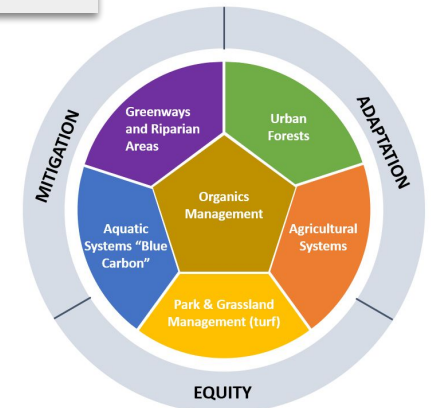 MITIGATION
ADAPTATION
Greenways
and Riparian
Areas
Urban
Forests
Organics
Management
Aquatic
Systems "Blue
Carbon"
Agricultural
Systems
Park & Grassland
Management (turf)
EQUITY